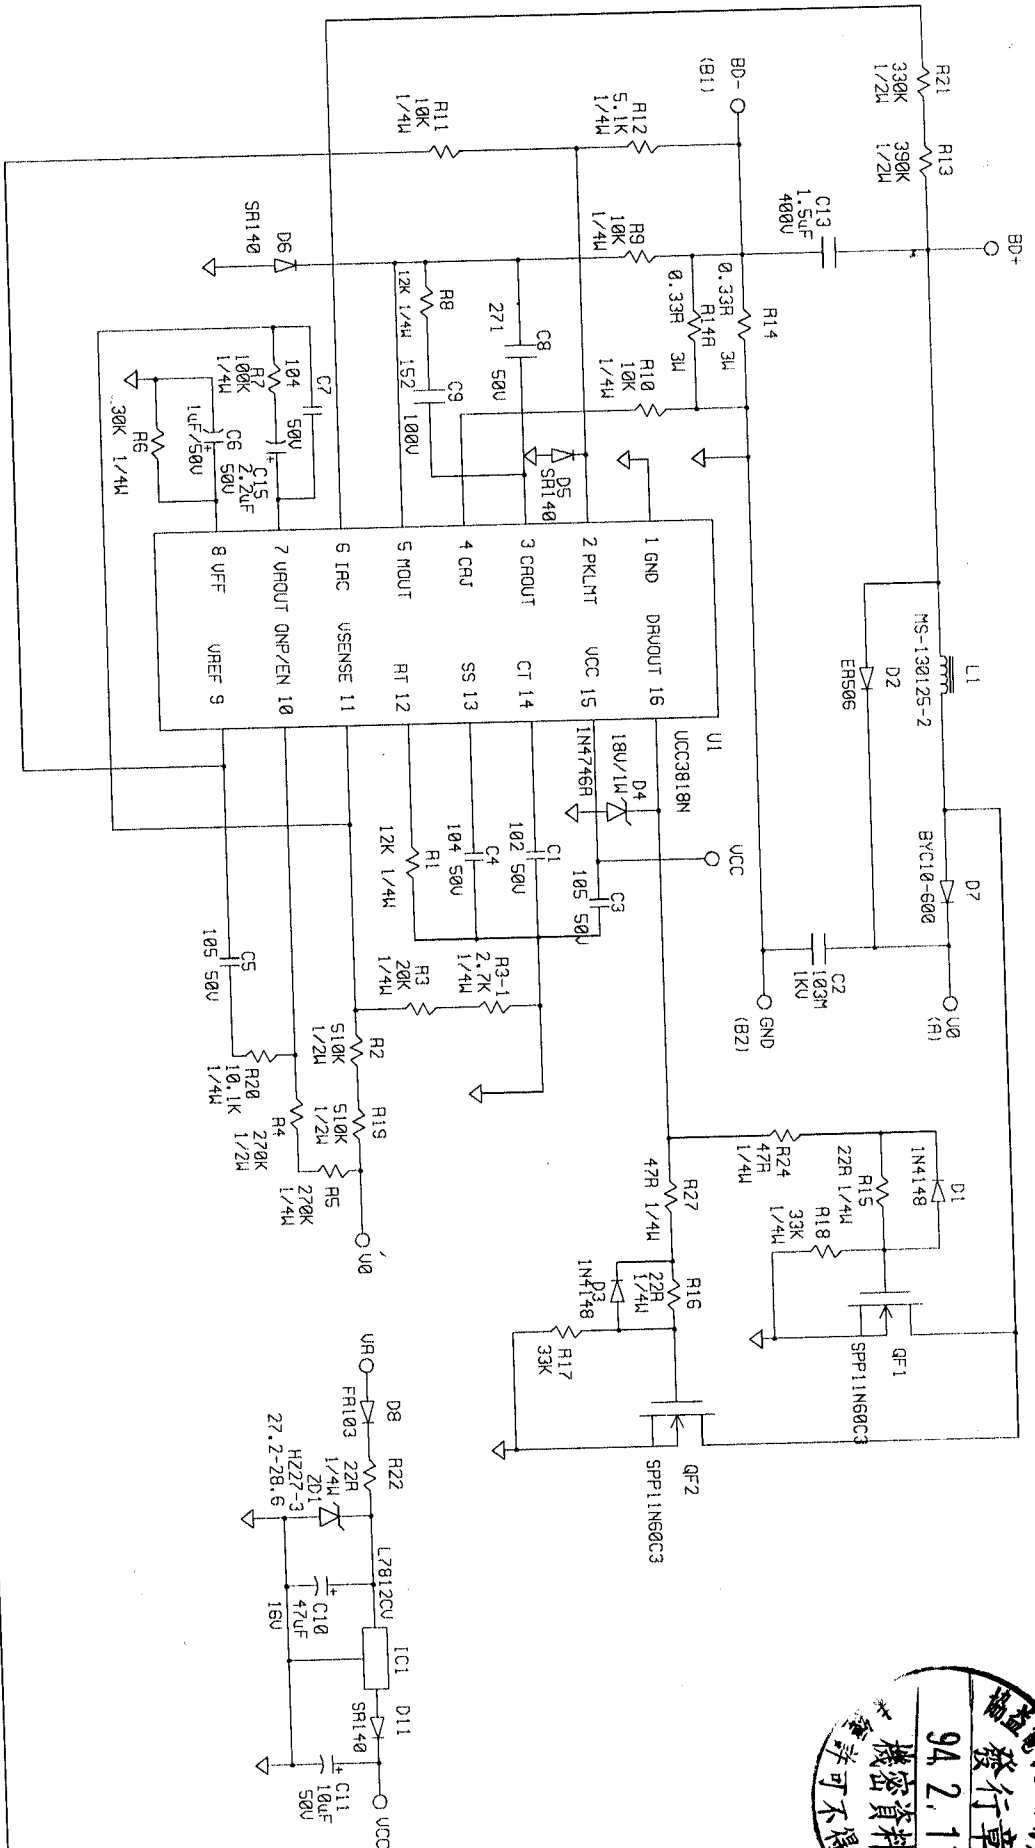 R21
330K
1/2W
R13
390K
1/2W
BD+
BD-
(B1)
C13
1.5uF
400V
R12
5.1K
1/4W
R11
10K
1/4W
R9
10K
1/4W
R14
0.33R 3W
R14A
0.33R 3W
R10
10K
1/4W
D6
SR140
R8
12K 1/4W
C8
271 50V
C9
152 100V
D5
SR140
C7
104 50V
R7
100K
1/4W
C15
2.2uF
50V
C6
1uF/50V
R6
30K 1/4W
L1
MS-130125-2
D2
ER506
D7
BYC10-600
C2
103M
1KV
V0
(A)
GND
(B2)
U1
UCC3818N
1 GND
2 PKLMT
3 CAOUT
4 CAI
5 MOUT
6 IAC
7 VAOUT
8 VFF
DRVOUT 16
VCC 15
CT 14
SS 13
RT 12
VSENSE 11
OVP/EN 10
VREF 9
D4
18V/1W
1N4746A
VCC
C3
105 50V
C1
102 50V
C4
104 50V
R1
12K 1/4W
R3-1
2.7K
1/4W
R3
20K
1/4W
R2
510K
1/2W
R19
510K
1/2W
C5
105 50V
R20
10.1K
1/4W
R4
270K
1/2W
R5
270K
1/4W
V0
R24
47R
1/4W
R27
47R 1/4W
D1
1N4148
R15
22R 1/4W
R18
33K
1/4W
QF1
SPP11N60C3
R16
22R
1/4W
D3
1N4148
R17
33K
QF2
SPP11N60C3
VA
D8
FR103
R22
22R
1/4W
ZD1
HZ27-3
27.2-28.6
L7812CV
IC1
C10
47uF
16V
D11
SR140
C11
10uF
50V
VCC
發行章
94. 2. 1
機密資料
許可不得